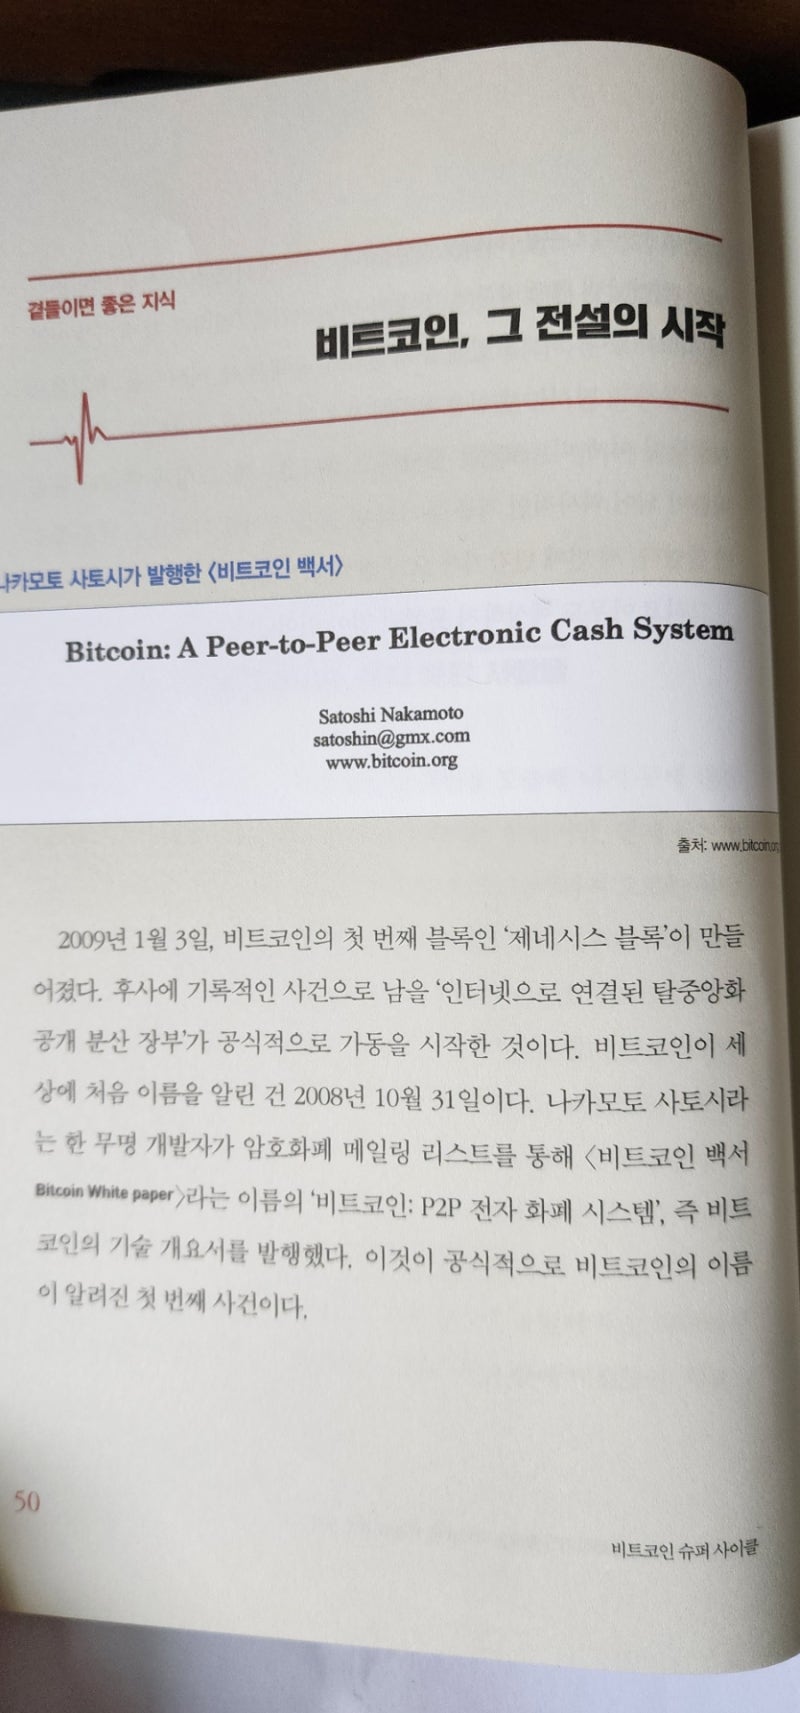 곁들이면 좋은 지식
비트코인, 그 전설의 시작
나카모토 사토시가 발행한 〈비트코인 백서〉
Bitcoin: A Peer-to-Peer Electronic Cash System
Satoshi Nakamoto
satoshin@gmx.com
www.bitcoin.org
출처: www.bitcoin.org
2009년 1월 3일, 비트코인의 첫 번째 블록인 ‘제네시스 블록’이 만들
어졌다. 후사에 기록적인 사건으로 남을 ‘인터넷으로 연결된 탈중앙화
공개 분산 장부’가 공식적으로 가동을 시작한 것이다. 비트코인이 세
상에 처음 이름을 알린 건 2008년 10월 31일이다. 나카모토 사토시라
는 한 무명 개발자가 암호화폐 메일링 리스트를 통해 〈비트코인 백서
Bitcoin White paper〉라는 이름의 ‘비트코인: P2P 전자 화폐 시스템’, 즉 비트
코인의 기술 개요서를 발행했다. 이것이 공식적으로 비트코인의 이름
이 알려진 첫 번째 사건이다.
50
비트코인 슈퍼 사이클